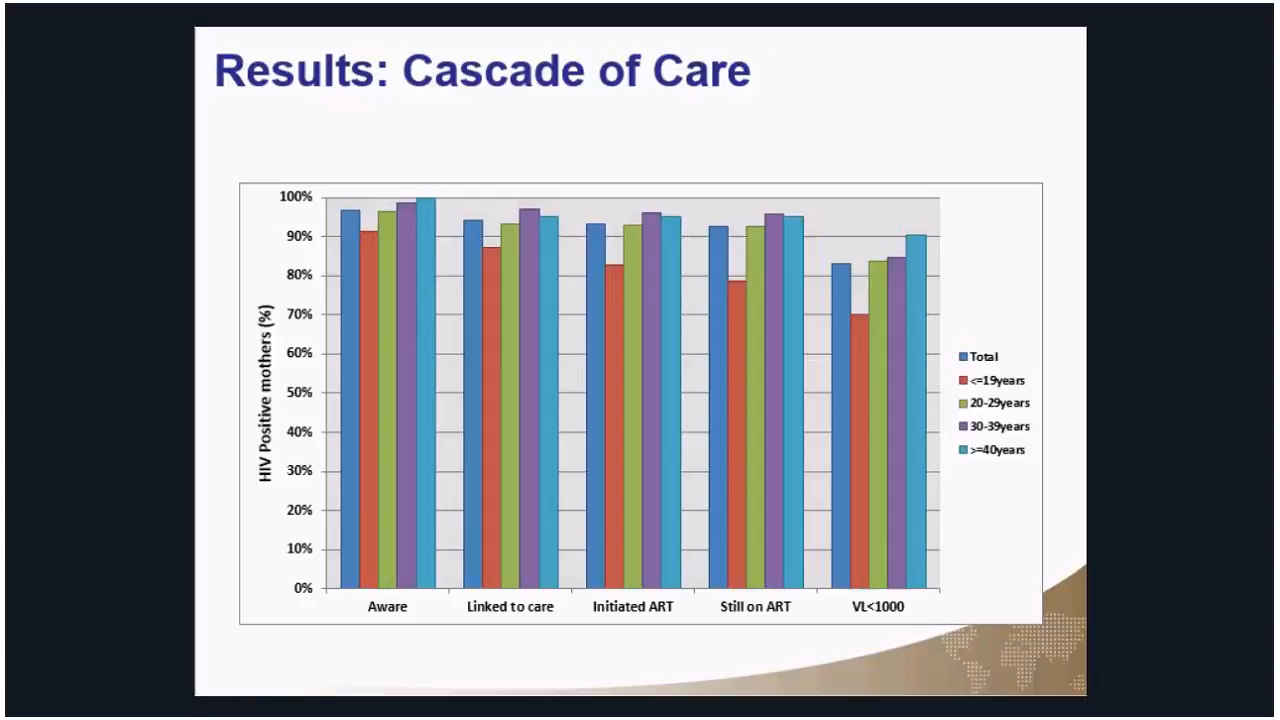 Results: Cascade of Care
HIV Positive mothers (%)
100%
90%
80%
70%
60%
50%
40%
30%
20%
10%
0%
Aware
Linked to care
Initiated ART
Still on ART
VL<1000
Total
<=19years
20-29years
30-39years
>=40years